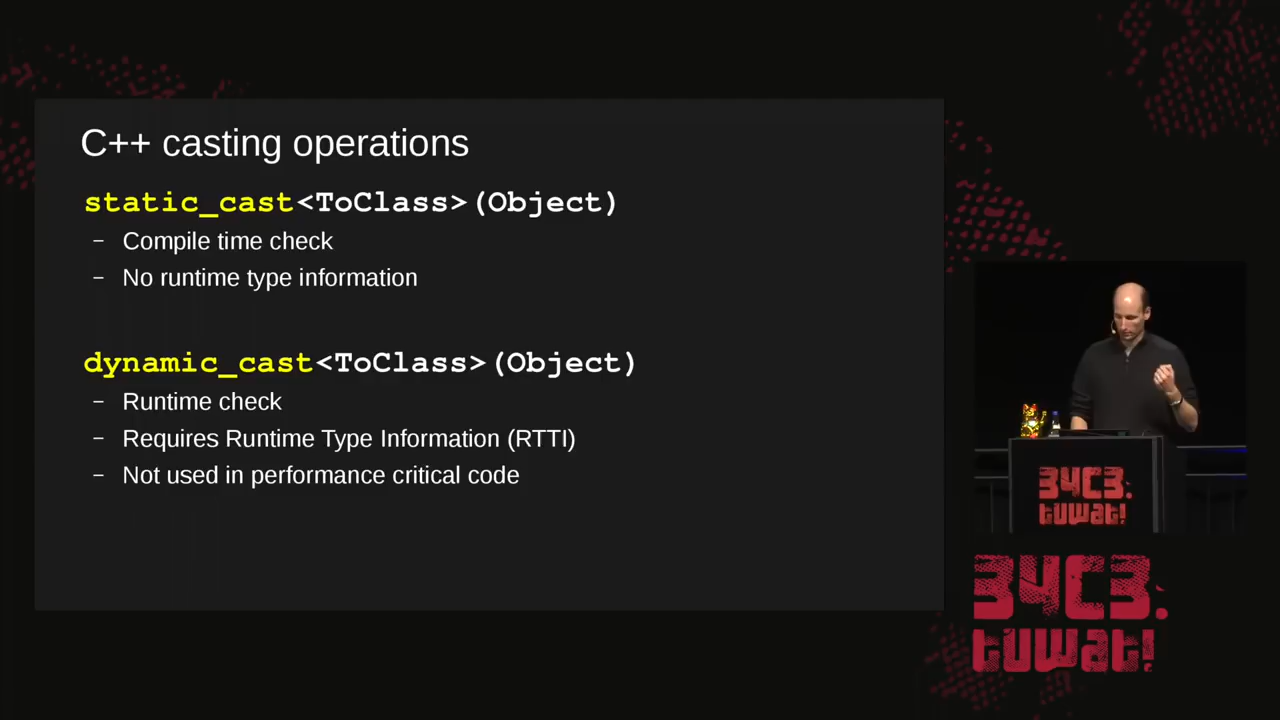 C++ casting operations
static_cast<ToClass>(Object)
– Compile time check
– No runtime type information
dynamic_cast<ToClass>(Object)
– Runtime check
– Requires Runtime Type Information (RTTI)
– Not used in performance critical code
34C3.
tuwat!
34C3.
tuwat!